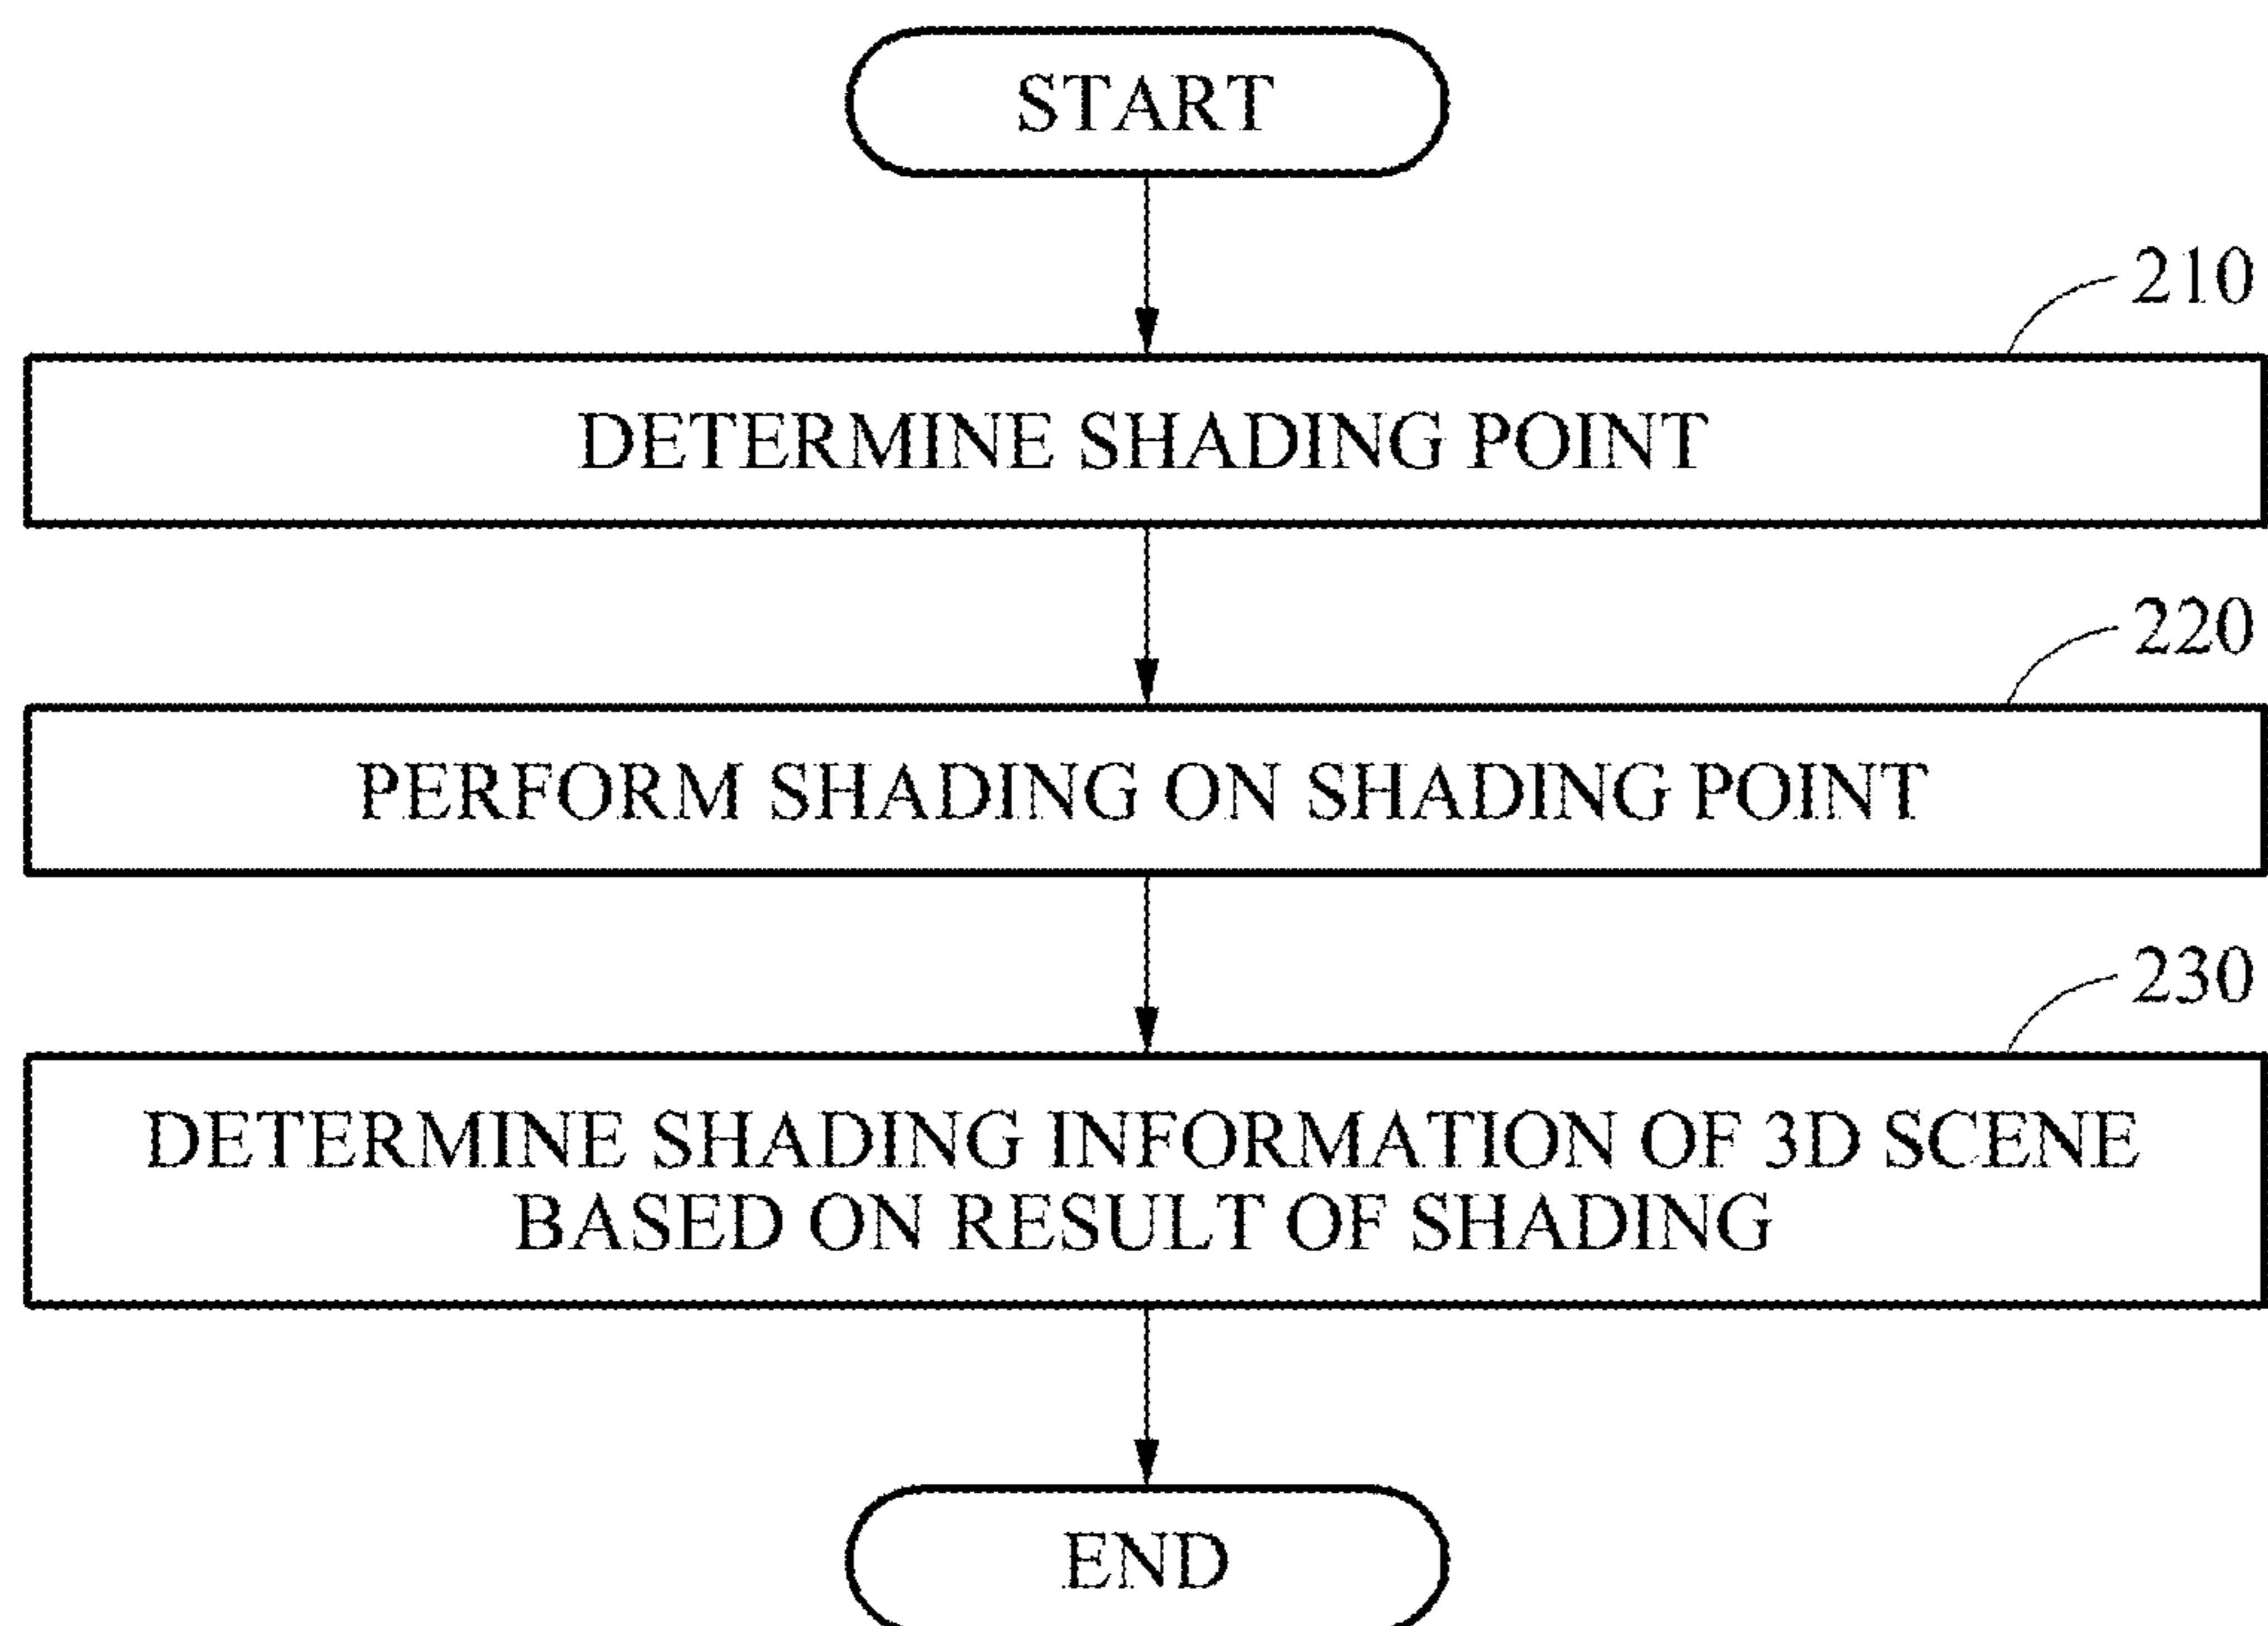 START
210
DETERMINE SHADING POINT
220
PERFORM SHADING ON SHADING POINT
230
DETERMINE SHADING INFORMATION OF 3D SCENE
BASED ON RESULT OF SHADING
END